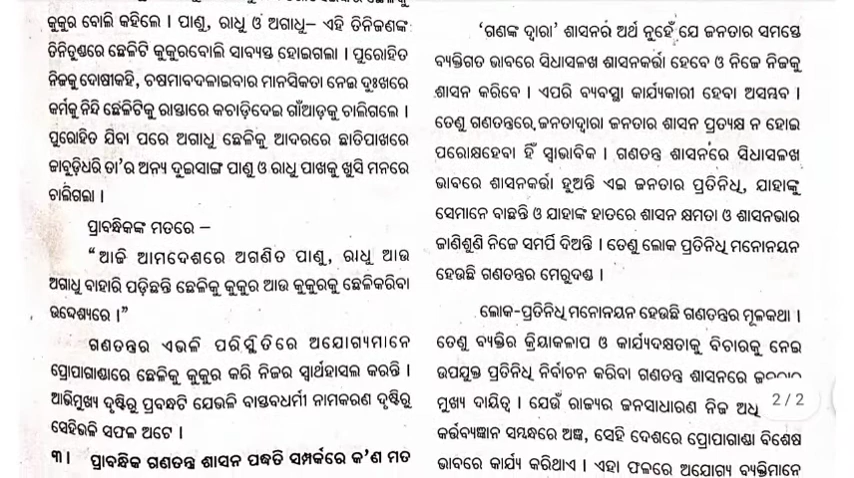 କୁକୁର ବୋଲି କହିଲେ । ପାଣୁ, ରାଧୁ ଓ ଅଗାଧୁ– ଏହି ତିନିଜଣଙ୍କ
ତିନିତୁଣ୍ଡରେ ଛେଳିଟି କୁକୁରବୋଲି ସାବ୍ୟସ୍ତ ହୋଇଗଲା । ପୁରୋହିତ
ନିଜକୁ ଦୋଷୀକହି, ଚଷମାବଦଳାଇବାର ମାନସିକତା ନେଇ ଦୁଃଖରେ
କର୍ମକୁ ନିନ୍ଦି ଛେଳିଟିକୁ ରାସ୍ତାରେ କଚାଡ଼ିଦେଇ ଗାଁଆଡ଼କୁ ଚାଲିଗଲେ ।
ପୁରୋହିତ ଯିବା ପରେ ଅଗାଧୁ ଛେଳିକୁ ଆଦରରେ ଛାତିପାଖରେ
ଜାବୁଡ଼ିଧରି ତା'ର ଅନ୍ୟ ଦୁଇସାଙ୍ଗ ପାଣୁ ଓ ରାଧୁ ପାଖକୁ ଖୁସି ମନରେ
ଚାଲିଗଲା ।
ପ୍ରାବନ୍ଧିକଙ୍କ ମତରେ –
“ ଆଜି ଆମଦେଶରେ ଅଗଣିତ ପାଣୁ, ରାଧୁ ଆଉ
ଅଗାଧୁ ବାହାରି ପଡ଼ିଛନ୍ତି ଛେଳିକୁ କୁକୁର ଆଉ କୁକୁରକୁ ଛେଳିକରିବା
ଉଦ୍ଦେଶ୍ୟରେ ।”
ଗଣତନ୍ତ୍ରର ଏଭଳି ପରିସ୍ଥିତିରେ ଅଯୋଗ୍ୟମାନେ
ପ୍ରୋପାଗାଣ୍ଡାରେ ଛେଳିକୁ କୁକୁର କରି ନିଜର ସ୍ୱାର୍ଥହାସଲ କରନ୍ତି ।
ଆଭିମୁଖ୍ୟ ଦୃଷ୍ଟିରୁ ପ୍ରବନ୍ଧଟି ଯେଭଳି ବାସ୍ତବଧର୍ମୀ ନାମକରଣ ଦୃଷ୍ଟିରୁ
ସେହିଭଳି ସଫଳ ଅଟେ ।
୩। ପ୍ରାବନ୍ଧିକ ଗଣତନ୍ତ୍ର ଶାସନ ପଦ୍ଧତି ସମ୍ପର୍କରେ କ'ଣ ମତ
‘ଗଣଙ୍କ ଦ୍ୱାରା’ ଶାସନର ଅର୍ଥ ନୁହେଁ ଯେ ଜନତାର ସମସ୍ତେ
ବ୍ୟକ୍ତିଗତ ଭାବରେ ସିଧାସଳଖ ଶାସନକର୍ତ୍ତା ହେବେ ଓ ନିଜେ ନିଜକୁ
ଶାସନ କରିବେ । ଏପରି ବ୍ୟବସ୍ଥା କାର୍ଯ୍ୟକାରୀ ହେବା ଅସମ୍ଭବ ।
ତେଣୁ ଗଣତନ୍ତ୍ରରେ, ଜନତାଦ୍ୱାରା ଜନତାର ଶାସନ ପ୍ରତ୍ୟକ୍ଷ ନ ହୋଇ
ପରୋକ୍ଷହେବା ହିଁ ସ୍ୱାଭାବିକ । ଗଣତନ୍ତ୍ର ଶାସନରେ ସିଧାସଳଖ
ଭାବରେ ଶାସନକର୍ତ୍ତା ହୁଅନ୍ତି ଏଇ ଜନତାର ପ୍ରତିନିଧି, ଯାହାଙ୍କୁ
ସେମାନେ ବାଛନ୍ତି ଓ ଯାହାଙ୍କ ହାତରେ ଶାସନ କ୍ଷମତା ଓ ଶାସନଭାର
ଜାଣିଶୁଣି ନିଜେ ସମର୍ପି ଦିଅନ୍ତି । ତେଣୁ ଲୋକ ପ୍ରତିନିଧି ମନୋନୟନ
ହେଉଛି ଗଣତନ୍ତ୍ରର ମେରୁଦଣ୍ଡ ।
ଲୋକ-ପ୍ରତିନିଧି ମନୋନୟନ ହେଉଛି ଗଣତନ୍ତ୍ରର ମୂଳକଥା ।
ତେଣୁ ବ୍ୟକ୍ତିର କ୍ରିୟାକଳାପ ଓ କାର୍ଯ୍ୟଦକ୍ଷତାକୁ ବିଚାରକୁ ନେଇ
ଉପଯୁକ୍ତ ପ୍ରତିନିଧି ନିର୍ବାଚନ କରିବା ଗଣତନ୍ତ୍ର ଶାସନରେ
ମୁଖ୍ୟ ଦାୟିତ୍ୱ । ଯେଉଁ ରାଜ୍ୟର ଜନସାଧାରଣ ନିଜ ଅଧି
2/2
କର୍ତ୍ତବ୍ୟଜ୍ଞାନ ସମ୍ବନ୍ଧରେ ଅଜ୍ଞ, ସେହି ଦେଶରେ ପ୍ରୋପାଗାଣ୍ଡା ବିଶେଷ
ଭାବରେ କାର୍ଯ୍ୟ କରିଥାଏ । ଏହା ଫଳରେ ଅଯୋଗ୍ୟ ବ୍ୟକ୍ତିମାନେ